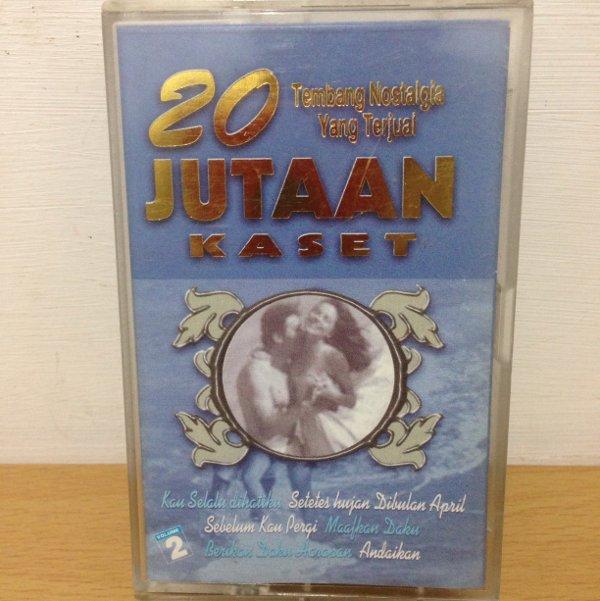 20 Tembang Nostalgia
Yang Terjual
JUTAAN
KASET
Kau Selalu dihatiku Setetes hujan Dibulan April
Sebelum Kau Pergi Maafkan Daku
Berikan Daku Harapan Andaikan
VOLUME
2